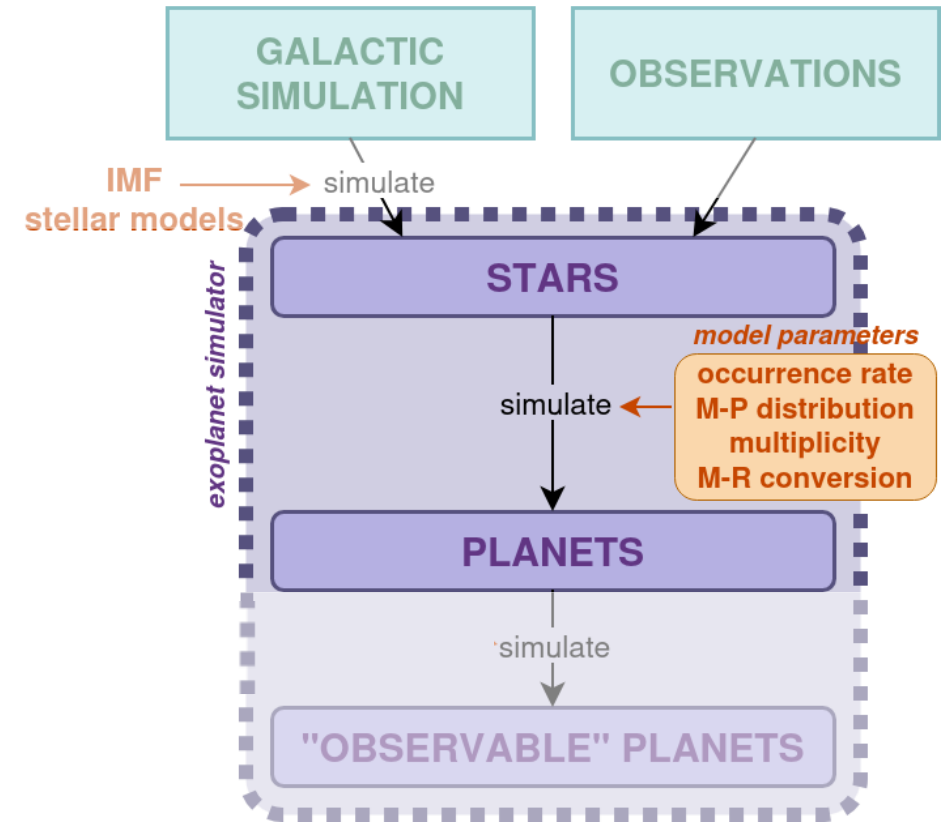 GALACTIC
SIMULATION
OBSERVATIONS
IMF
stellar models
simulate
exoplanet simulator
STARS
model parameters
occurrence rate
M-P distribution
multiplicity
M-R conversion
simulate
PLANETS
simulate
"OBSERVABLE" PLANETS